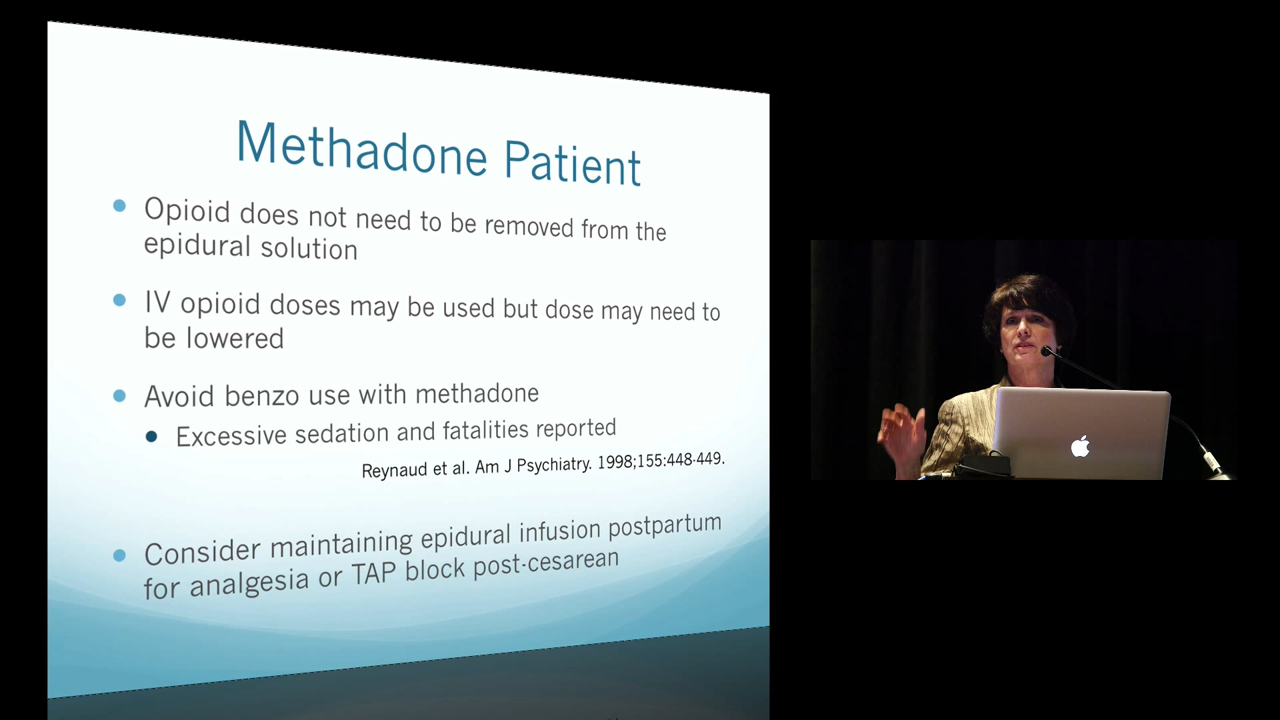 Methadone Patient
Opioid does not need to be removed from the
epidural solution
IV opioid doses may be used but dose may need to
be lowered
Avoid benzo use with methadone
Excessive sedation and fatalities reported
Reynaud et al. Am J Psychiatry. 1998;155:448-449.
Consider maintaining epidural infusion postpartum
for analgesia or TAP block post-cesarean